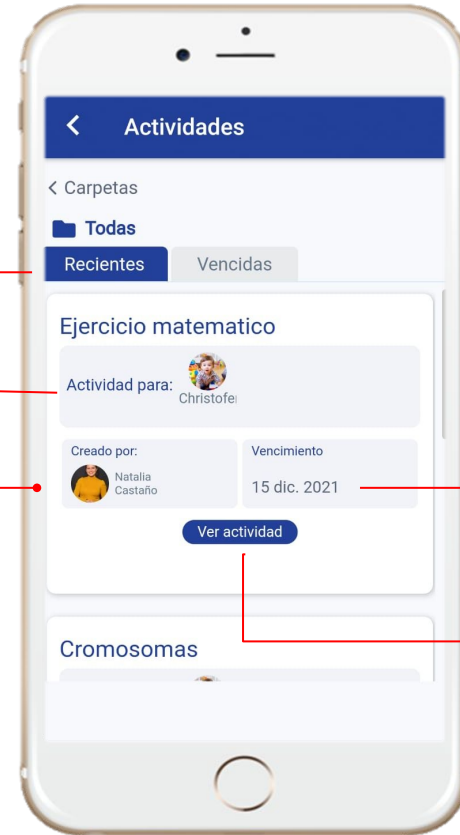 Actividades
Carpetas
Todas
Recientes Vencidas
Ejercicio matematico
Actividad para:
Christofe
Creado por: Vencimiento
Natalia
Castaño
15 dic. 2021
Ver actividad
Cromosomas